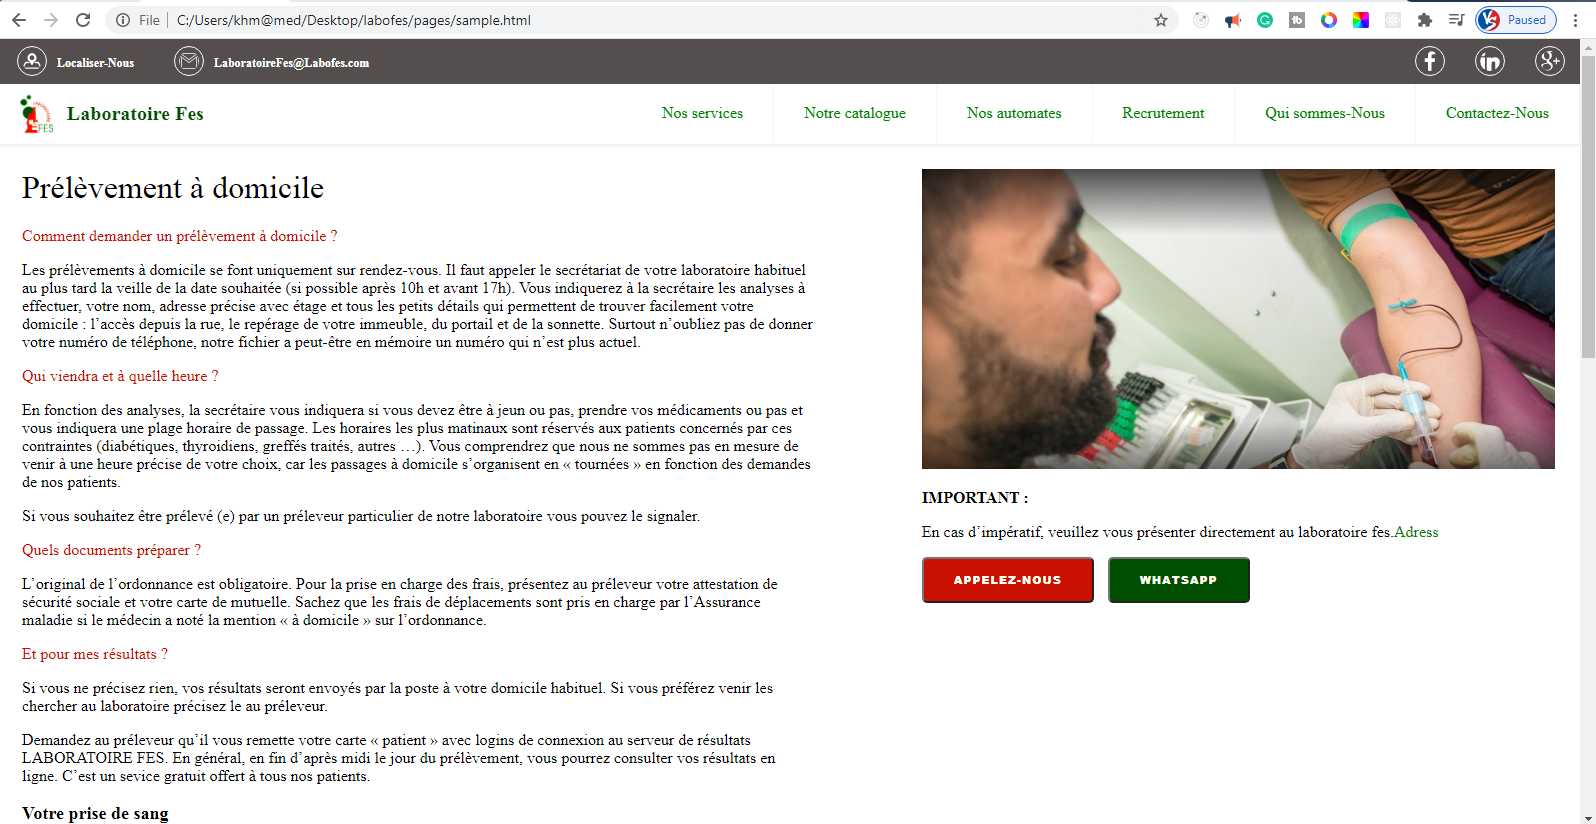 File
C:/Users/khm@med/Desktop/labofes/pages/sample.html
Paused
Localiser-Nous
LaboratoireFes@Labofes.com
FES
Laboratoire Fes
Nos services
Notre catalogue
Nos automates
Recrutement
Qui sommes-Nous
Contactez-Nous
Prélèvement à domicile
Comment demander un prélèvement à domicile ?
Les prélèvements à domicile se font uniquement sur rendez-vous. Il faut appeler le secrétariat de votre laboratoire habituel
au plus tard la veille de la date souhaitée (si possible après 10h et avant 17h). Vous indiquerez à la secrétaire les analyses à
effectuer, votre nom, adresse précise avec étage et tous les petits détails qui permettent de trouver facilement votre
domicile : l’accès depuis la rue, le repérage de votre immeuble, du portail et de la sonnette. Surtout n’oubliez pas de donner
votre numéro de téléphone, notre fichier a peut-être en mémoire un numéro qui n’est plus actuel.
Qui viendra et à quelle heure ?
En fonction des analyses, la secrétaire vous indiquera si vous devez être à jeun ou pas, prendre vos médicaments ou pas et
vous indiquera une plage horaire de passage. Les horaires les plus matinaux sont réservés aux patients concernés par ces
contraintes (diabétiques, thyroidiens, greffés traités, autres …). Vous comprendrez que nous ne sommes pas en mesure de
venir à une heure précise de votre choix, car les passages à domicile s’organisent en « tournées » en fonction des demandes
de nos patients.
Si vous souhaitez être prélevé (e) par un préleveur particulier de notre laboratoire vous pouvez le signaler.
Quels documents préparer ?
L’original de l’ordonnance est obligatoire. Pour la prise en charge des frais, présentez au préleveur votre attestation de
sécurité sociale et votre carte de mutuelle. Sachez que les frais de déplacements sont pris en charge par l’Assurance
maladie si le médecin a noté la mention « à domicile » sur l’ordonnance.
Et pour mes résultats ?
Si vous ne précisez rien, vos résultats seront envoyés par la poste à votre domicile habituel. Si vous préférez venir les
chercher au laboratoire précisez le au préleveur.
Demandez au préleveur qu’il vous remette votre carte « patient » avec logins de connexion au serveur de résultats
LABORATOIRE FES. En général, en fin d’après midi le jour du prélèvement, vous pourrez consulter vos résultats en
ligne. C’est un sevice gratuit offert à tous nos patients.
Votre prise de sang
IMPORTANT :
En cas d’impératif, veuillez vous présenter directement au laboratoire fes.Adress
APPELEZ-NOUS
WHATSAPP